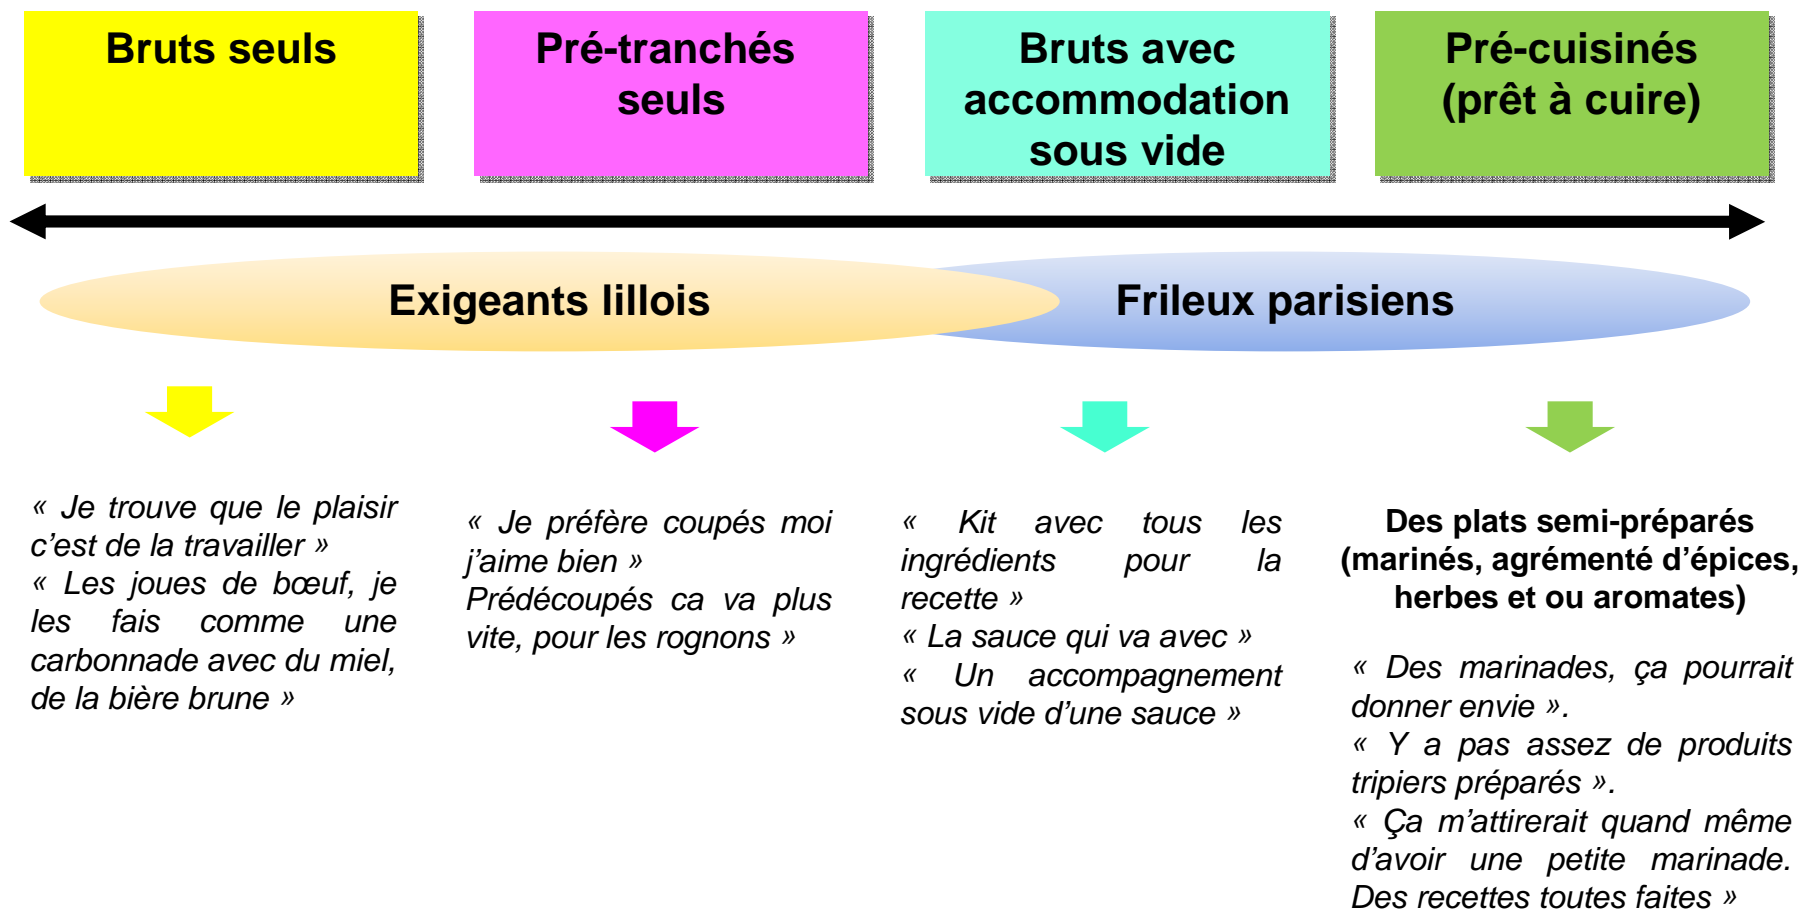 Bruts seuls
Pré-tranchés
seuls
Bruts avec
accommodation
sous vide
Pré-cuisinés
(prêt à cuire)
Exigeants lillois
Frileux parisiens
« Je trouve que le plaisir
c’est de la travailler »
« Les joues de bœuf, je
les fais comme une
carbonnade avec du miel,
de la bière brune »
« Je préfère coupés moi
j’aime bien »
Prédécoupés ca va plus
vite, pour les rognons »
« Kit avec tous les
ingrédients pour la
recette »
« La sauce qui va avec »
« Un accompagnement
sous vide d’une sauce »
Des plats semi-préparés
(marinés, agrémenté d’épices,
herbes et ou aromates)
« Des marinades, ça pourrait
donner envie ».
« Y a pas assez de produits
tripiers préparés ».
« Ça m’attirerait quand même
d’avoir une petite marinade.
Des recettes toutes faites »